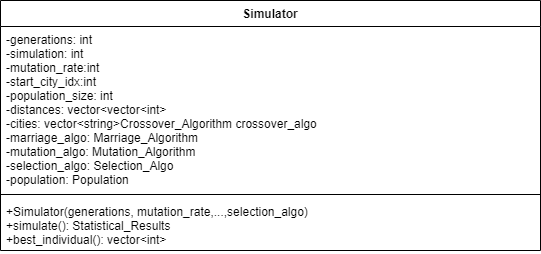 Simulator
-generations: int
-simulation: int
-mutation_rate:int
-start_city_idx:int
-population_size: int
-distances: vector<vector<int>
-cities: vector<string>Crossover_Algorithm crossover_algo
-marriage_algo: Marriage_Algorithm
-mutation_algo: Mutation_Algorithm
-selection_algo: Selection_Algo
-population: Population
+Simulator(generations, mutation_rate,...,selection_algo)
+simulate(): Statistical_Results
+best_individual(): vector<int>